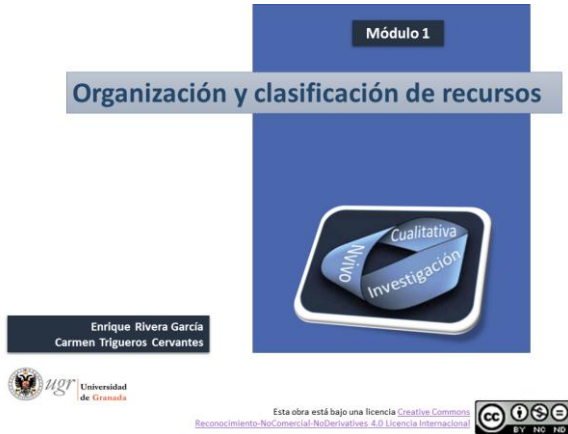 Módulo 1
Organización y clasificación de recursos
Cualitativa
Nvivo
Investigación
Enrique Rivera García
Carmen Trigueros Cervantes
ugr Universidad
de Granada
Esta obra está bajo una licencia Creative Commons
Reconocimiento-NoComercial-NoDerivatives 4.0 Licencia Internacional
cc
BY NC ND